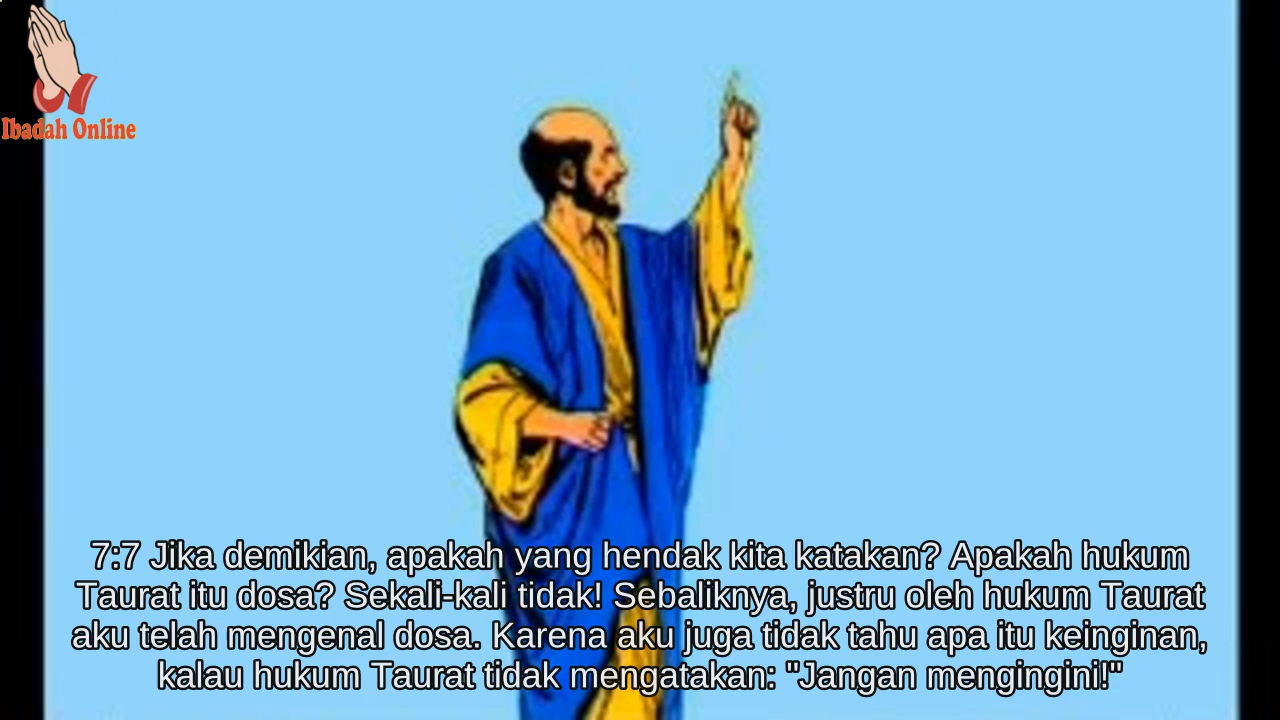 Ibadah Online
7:7 Jika demikian, apakah yang hendak kita katakan? Apakah hukum
Taurat itu dosa? Sekali-kali tidak! Sebaliknya, justru oleh hukum Taurat
aku telah mengenal dosa. Karena aku juga tidak tahu apa itu keinginan,
kalau hukum Taurat tidak mengatakan: "Jangan mengingini!"